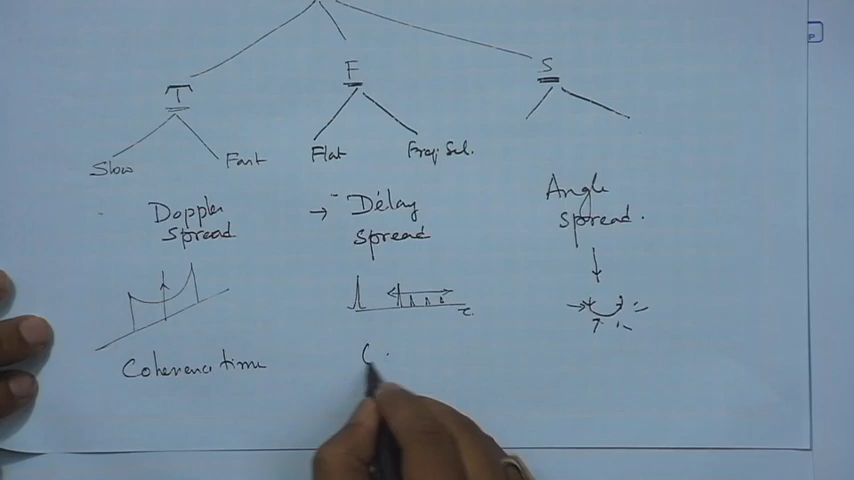 T
F
S
Slow
Fast
Flat
Freq. Sel.
Doppler
spread
→ Delay
spread
Angle
spread.
τ
Coherence time
C